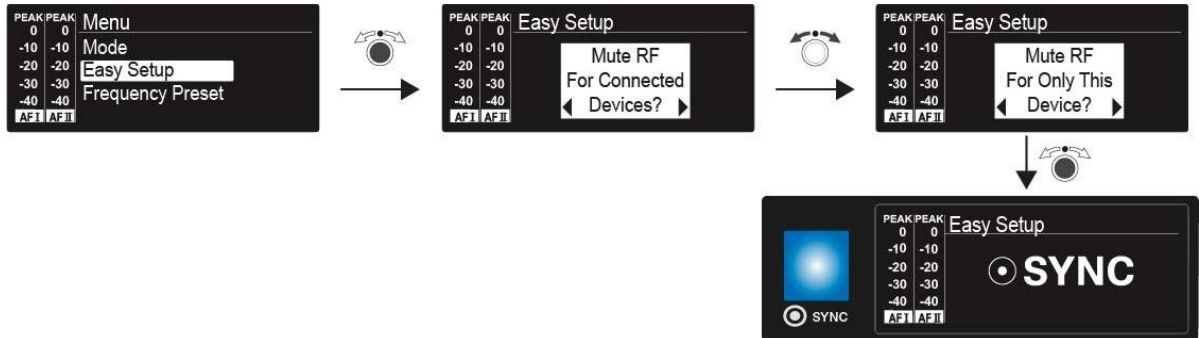 PEAK PEAK
0 0
-10 -10
-20 -20
-30 -30
-40 -40
AF I AF II
Menu
Mode
Easy Setup
Frequency Preset
PEAK PEAK
0 0
-10 -10
-20 -20
-30 -30
-40 -40
AF I AF II
Easy Setup
Mute RF
For Connected
Devices?
PEAK PEAK
0 0
-10 -10
-20 -20
-30 -30
-40 -40
AF I AF II
Easy Setup
Mute RF
For Only This
Device?
SYNC
PEAK PEAK
0 0
-10 -10
-20 -20
-30 -30
-40 -40
AF I AF II
Easy Setup
SYNC